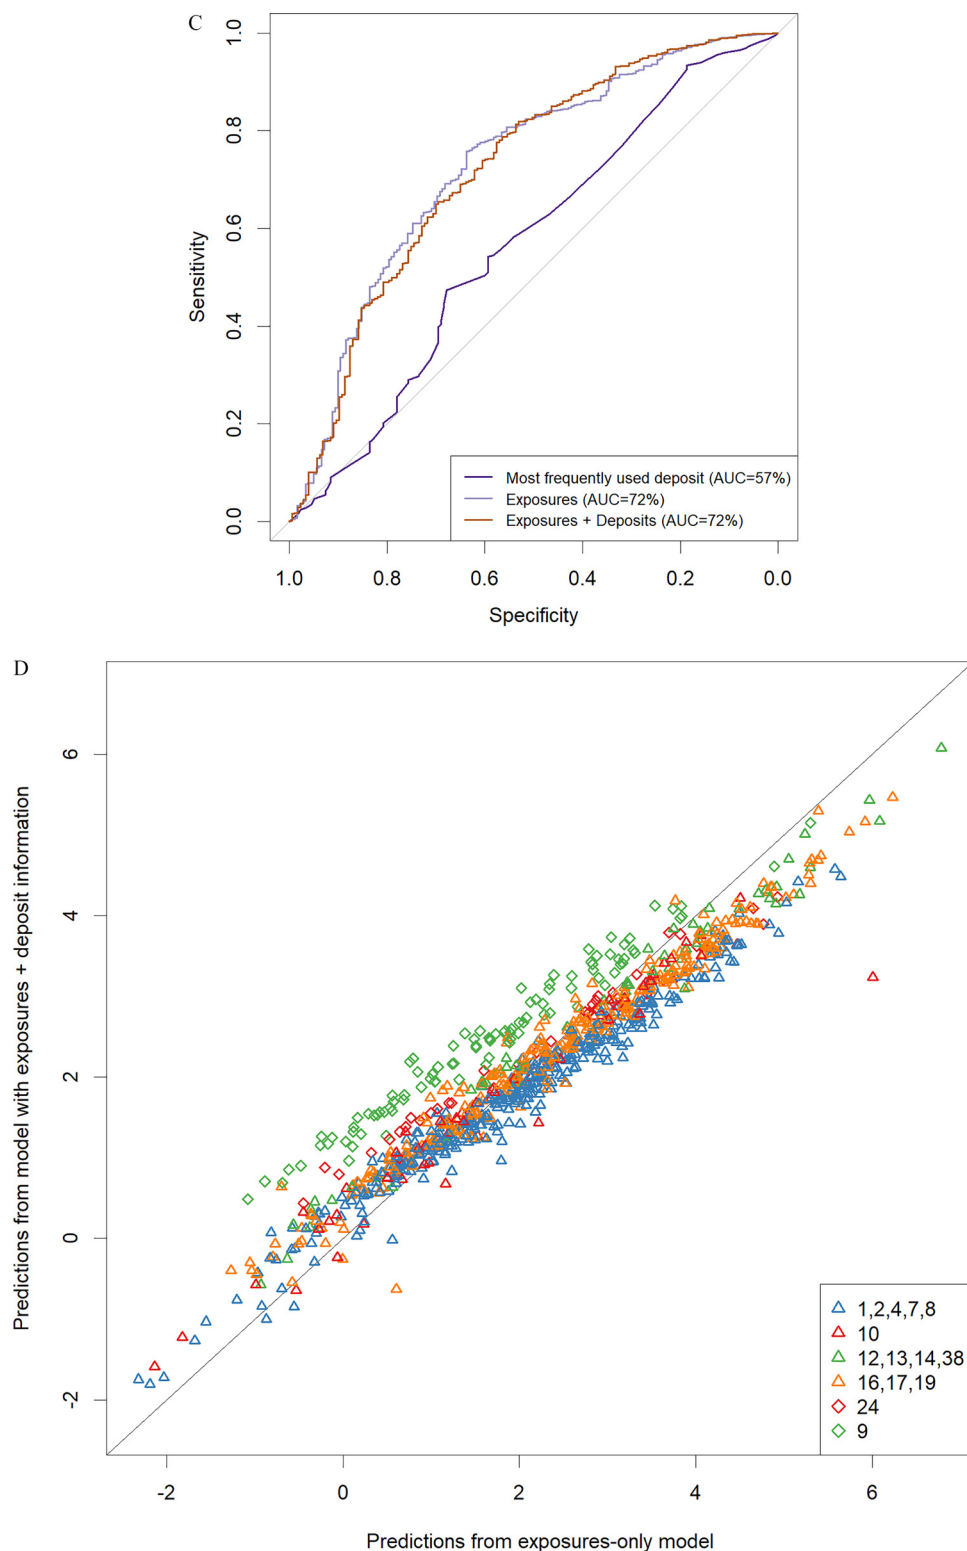 C
1.0
0.8
0.6
0.4
0.2
0.0
Sensitivity
Most frequently used deposit (AUC=57%)
Exposures (AUC=72%)
Exposures + Deposits (AUC=72%)
1.0 0.8 0.6 0.4 0.2 0.0
Specificity
D
6
4
2
0
-2
Predictions from model with exposures + deposit information
1,2,4,7,8
10
12,13,14,38
16,17,19
24
9
-2 0 2 4 6
Predictions from exposures-only model